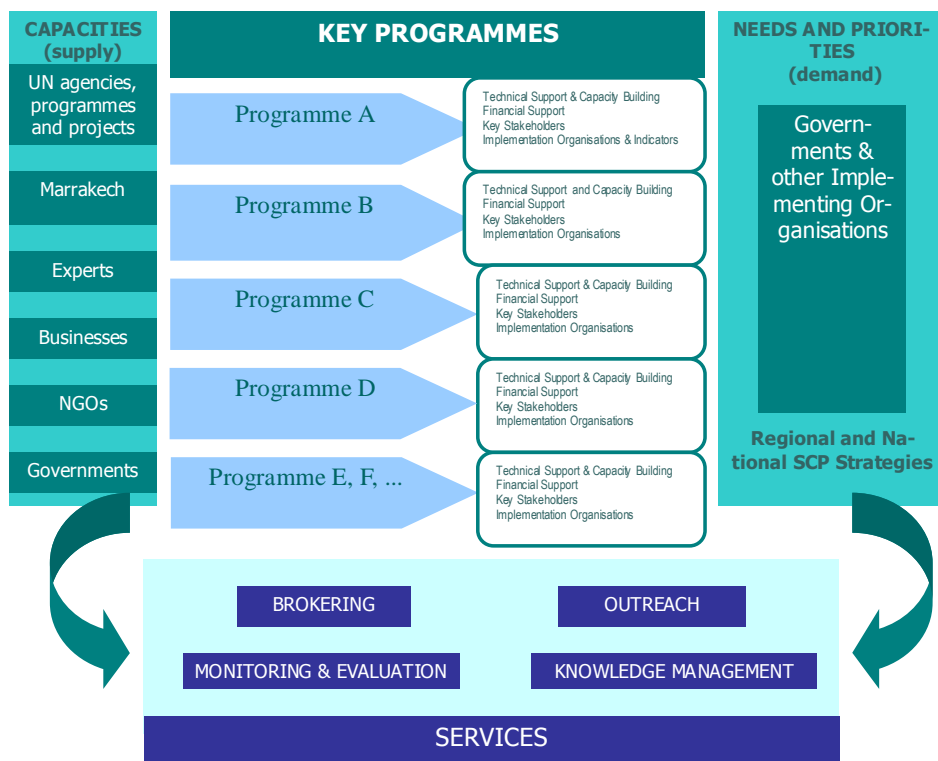 CAPACITIES
(supply)
UN agencies,
programmes
and projects
Marrakech
Experts
Businesses
NGOs
Governments
KEY PROGRAMMES
Programme A
Technical Support & Capacity Building
Financial Support
Key Stakeholders
Implementation Organisations & Indicators
Programme B
Technical Support and Capacity Building
Financial Support
Key Stakeholders
Implementation Organisations
Programme C
Technical Support & Capacity Building
Financial Support
Key Stakeholders
Implementation Organisations
Programme D
Technical Support & Capacity Building
Financial Support
Key Stakeholders
Implementation Organisations
Programme E, F, ...
Technical Support & Capacity Building
Financial Support
Key Stakeholders
Implementation Organisations
NEEDS AND PRIORI-
TIES
(demand)
Govern-
ments &
other Imple-
menting Or-
ganisations
Regional and Na-
tional SCP Strategies
BROKERING
OUTREACH
MONITORING & EVALUATION
KNOWLEDGE MANAGEMENT
SERVICES